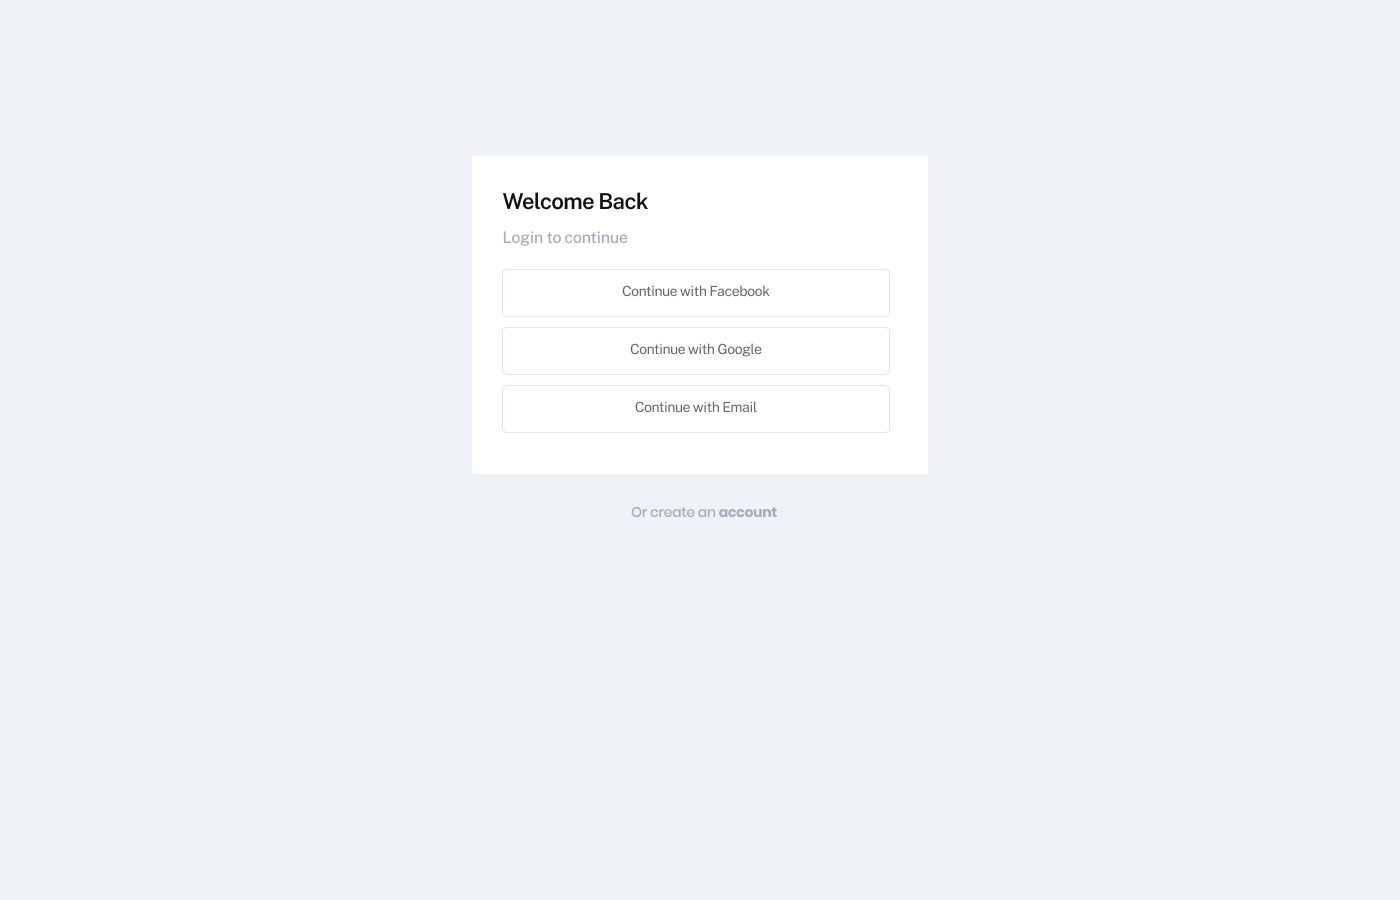 Welcome Back
Login to continue
Continue with Facebook
Continue with Google
Continue with Email
Or create an account